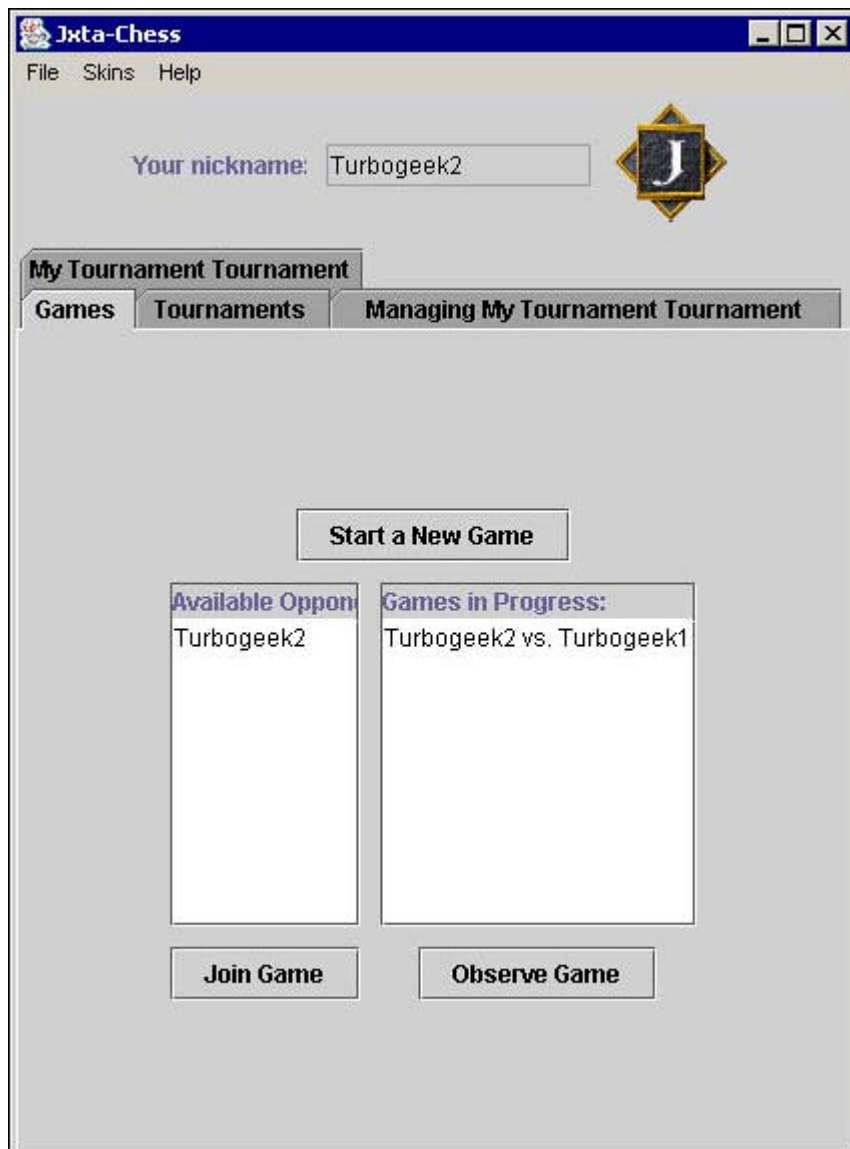 Jxta-Chess
File Skins Help
Your nickname: Turbogeek2
J
My Tournament Tournament
Games Tournaments Managing My Tournament Tournament
Start a New Game
Available Oppon Games in Progress:
Turbogeek2 Turbogeek2 vs. Turbogeek1
Join Game Observe Game